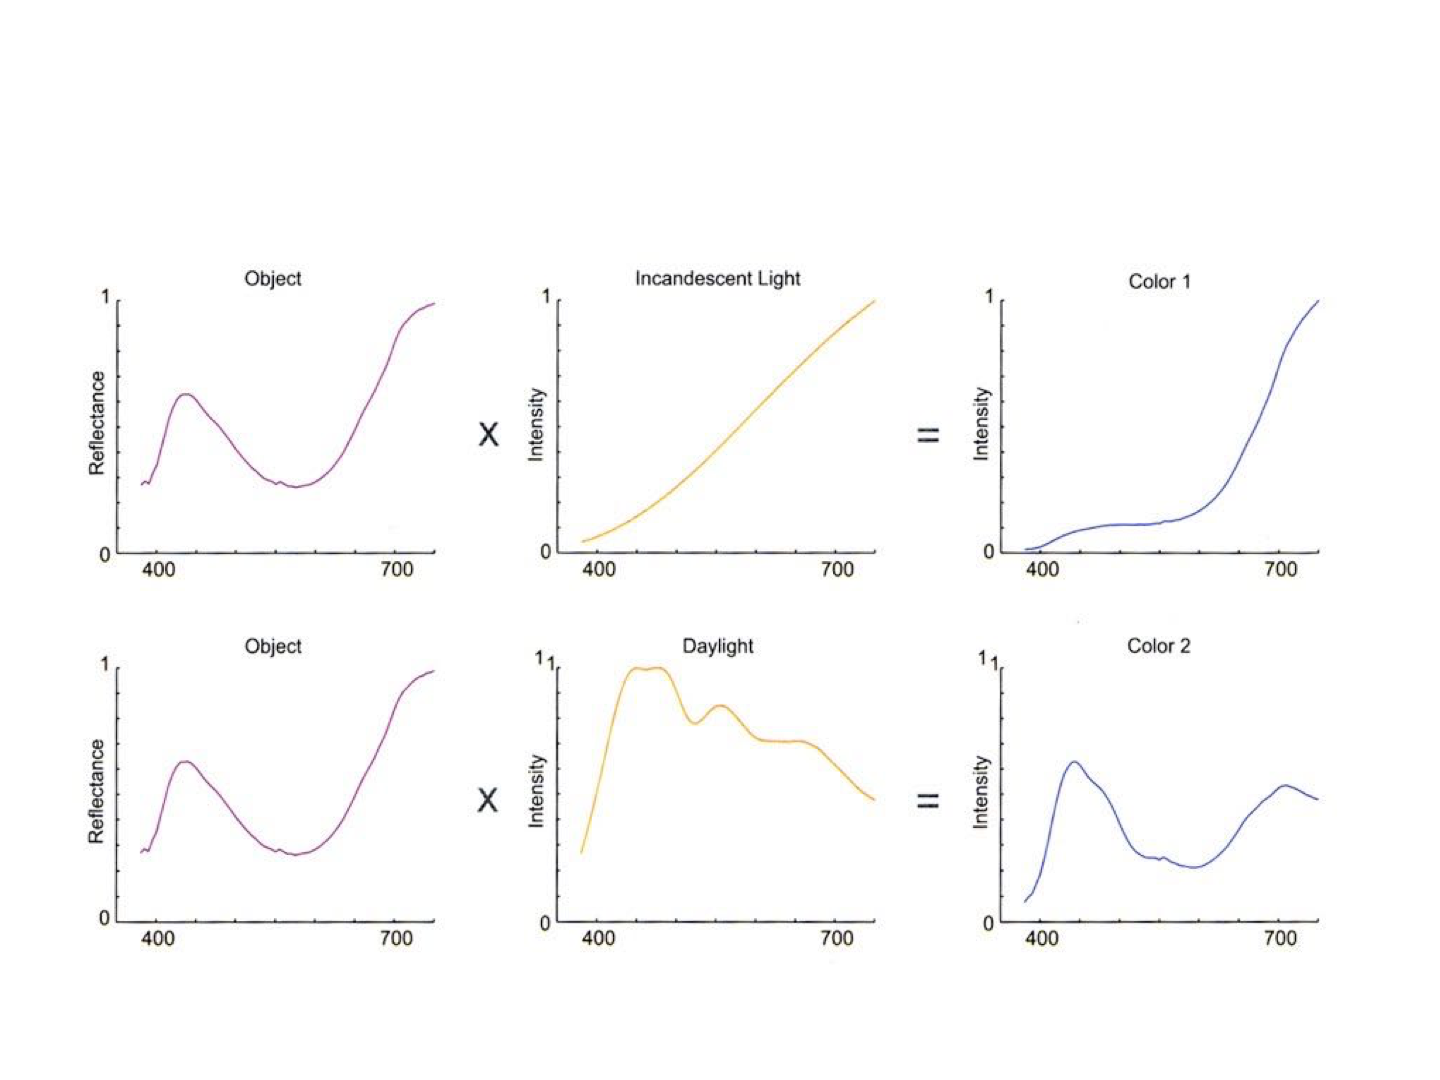 Object Incandescent Light Color 1
1 1 1
Reflectance X Intensity = Intensity
0 0 0
400 700 400 700 400 700
Object Daylight Color 2
1 1 1 1 1
Reflectance X Intensity = Intensity
0 0 0
400 700 400 700 400 700